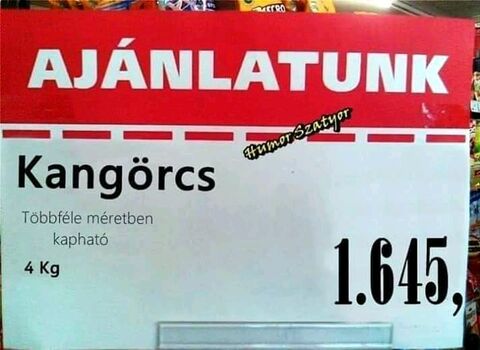 AJÁNLATUNK
HumorSzatyor
Kangörcs
Többféle méretben
kapható
4 Kg
1.645,